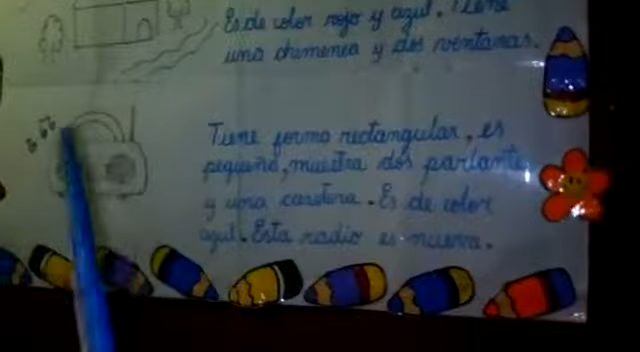 Es de color rojo y azul. Tiene
una chimenea y dos ventanas.
Tiene forma rectangular, es
pequeña, muestra dos parlante
y una casetera. Es de color
azul. Esta radio es nueva.